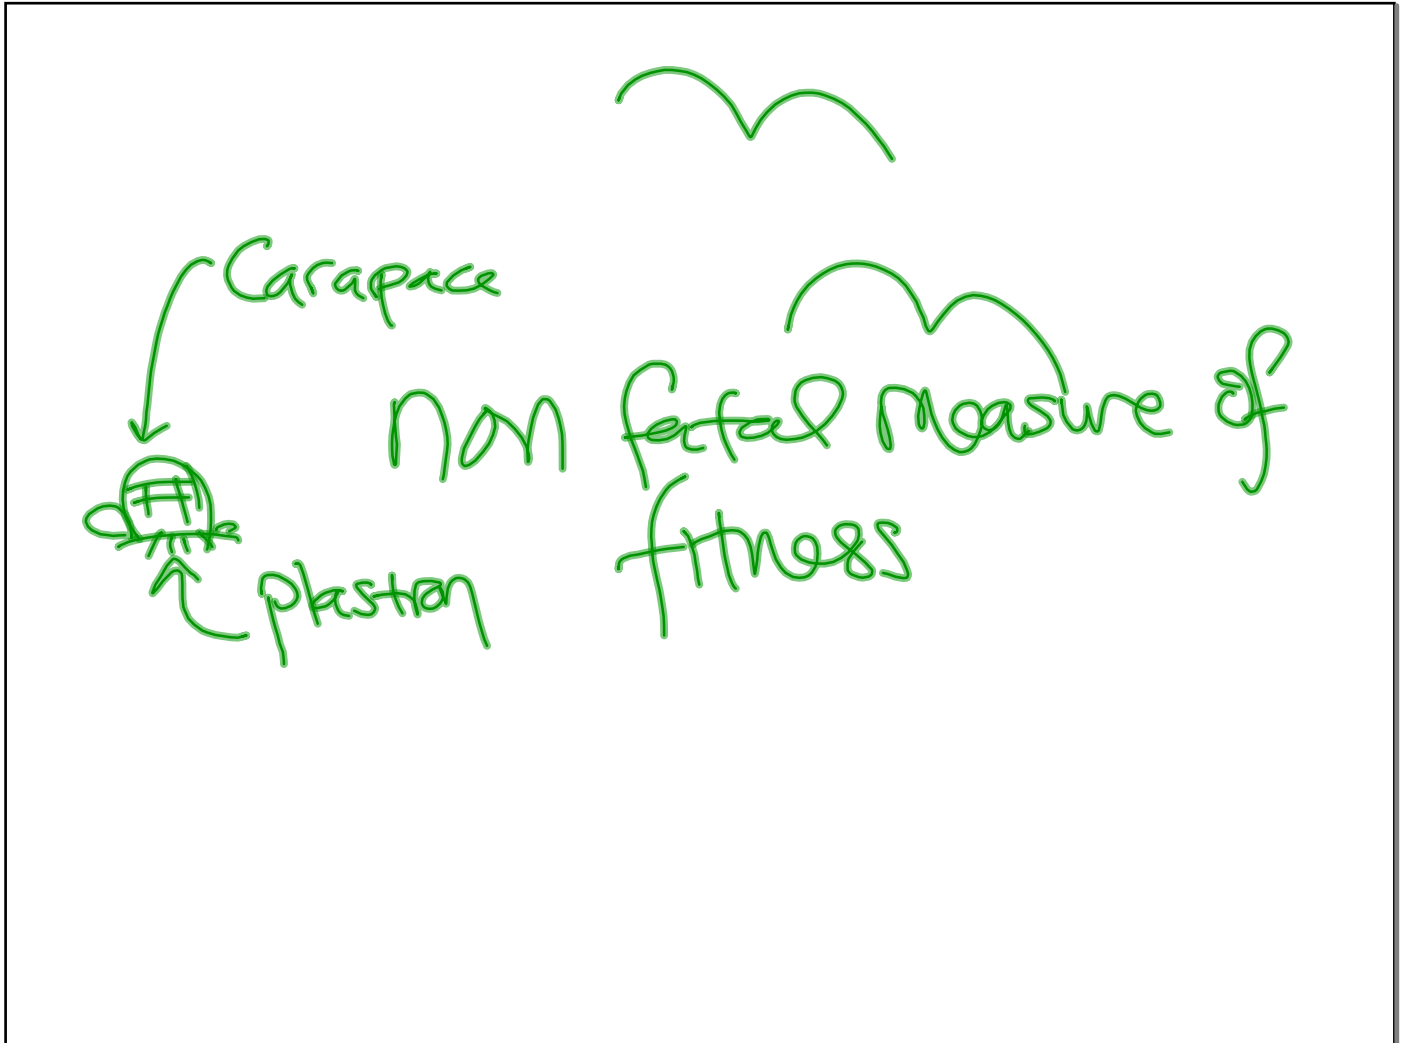 Carapace
non fatal measure of
fitness
plastron